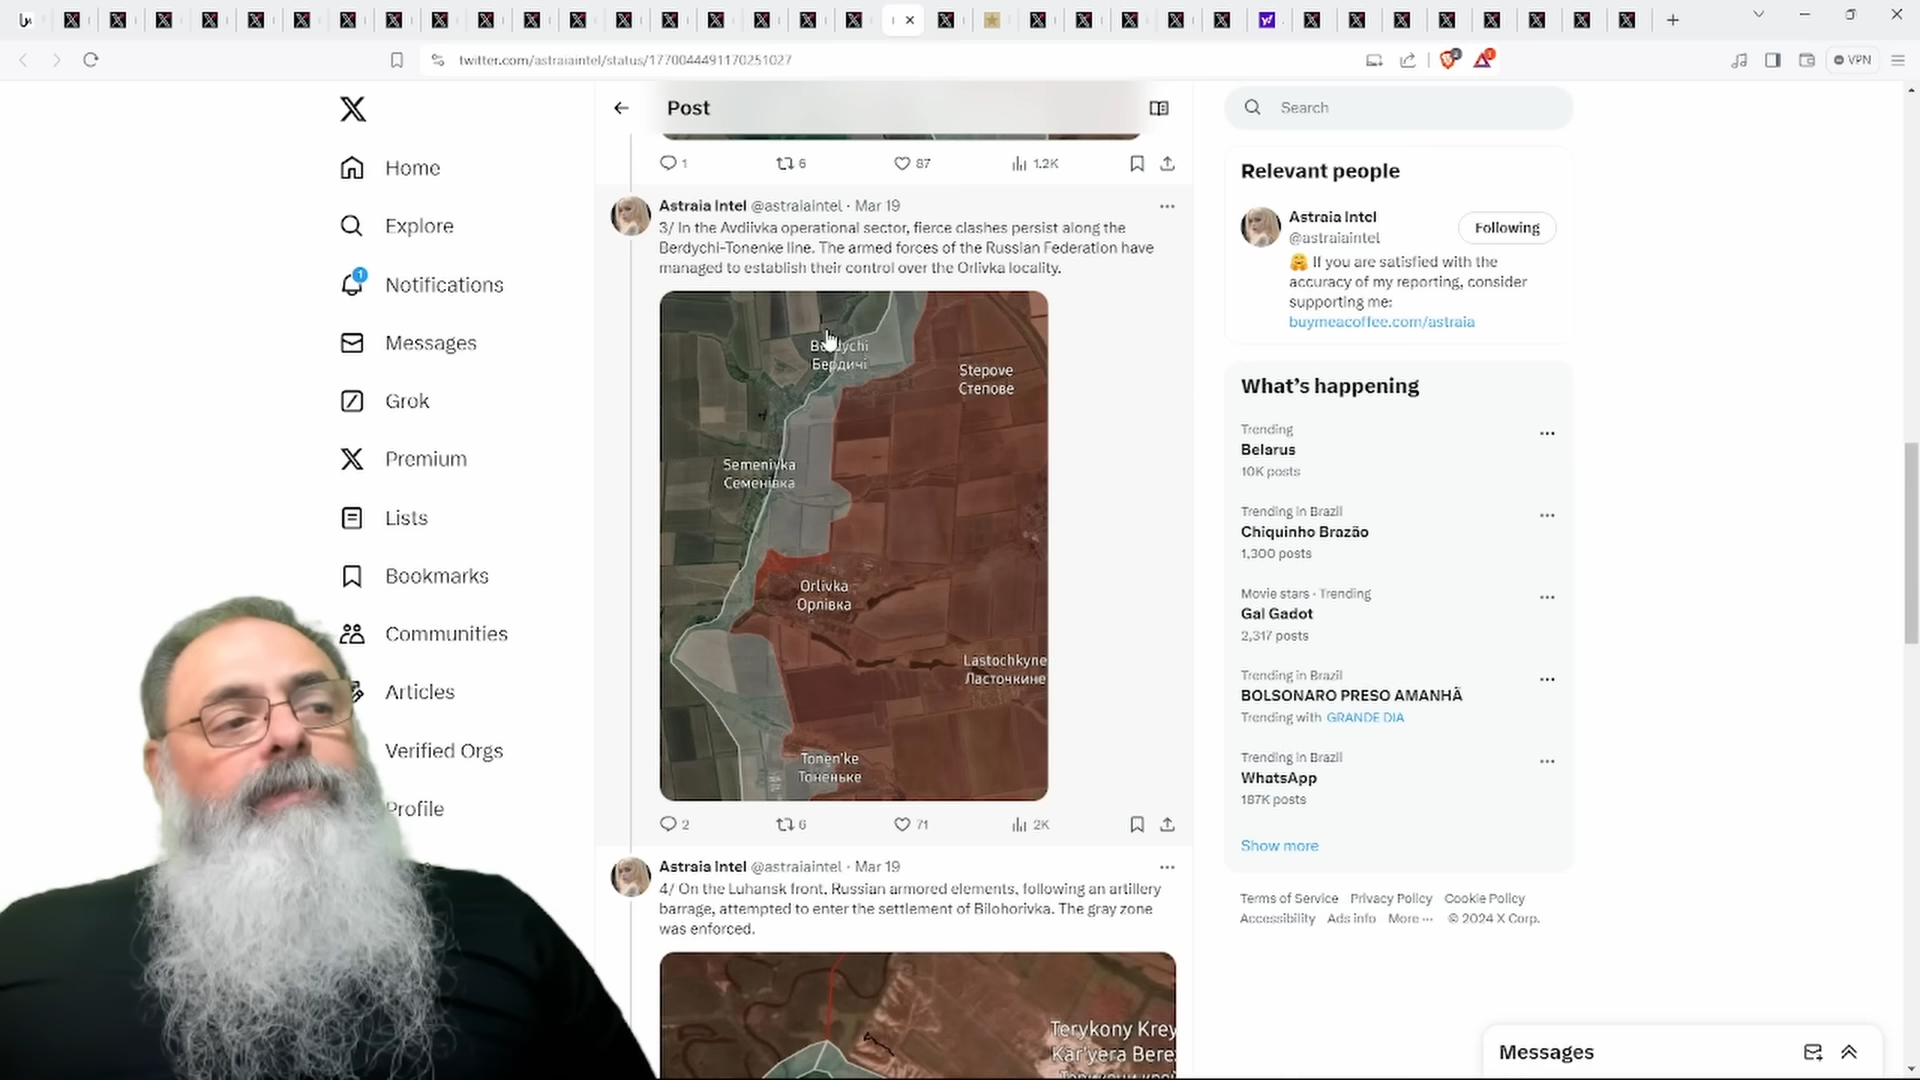 twitter.com/astraiaintel/status/1770044491170251027
VPN
Home
Explore
1
Notifications
Messages
Grok
Premium
Lists
Bookmarks
Communities
Articles
Verified Orgs
Profile
Post
1 6 87 1.2K
Astraia Intel @astraiaintel · Mar 19
3/ In the Avdiivka operational sector, fierce clashes persist along the
Berdychi-Tonenke line. The armed forces of the Russian Federation have
managed to establish their control over the Orlivka locality.
Berdychi
Бердичі
Stepove
Степове
Semenivka
Семенівка
Orlivka
Орлівка
Lastochkyne
Ласточкине
Tonen'ke
Тоненьке
2 6 71 2K
Astraia Intel @astraiaintel · Mar 19
4/ On the Luhansk front, Russian armored elements, following an artillery
barrage, attempted to enter the settlement of Bilohorivka. The gray zone
was enforced.
Terykony Krey
Kar'yera Bere
Search
Relevant people
Astraia Intel
@astraiaintel
Following
🤗 If you are satisfied with the
accuracy of my reporting, consider
supporting me:
buymeacoffee.com/astraia
What's happening
Trending
Belarus
10K posts
Trending in Brazil
Chiquinho Brazão
1,300 posts
Movie stars · Trending
Gal Gadot
2,317 posts
Trending in Brazil
BOLSONARO PRESO AMANHÃ
Trending with GRANDE DIA
Trending in Brazil
WhatsApp
187K posts
Show more
Terms of Service Privacy Policy Cookie Policy
Accessibility Ads info More ··· © 2024 X Corp.
Messages